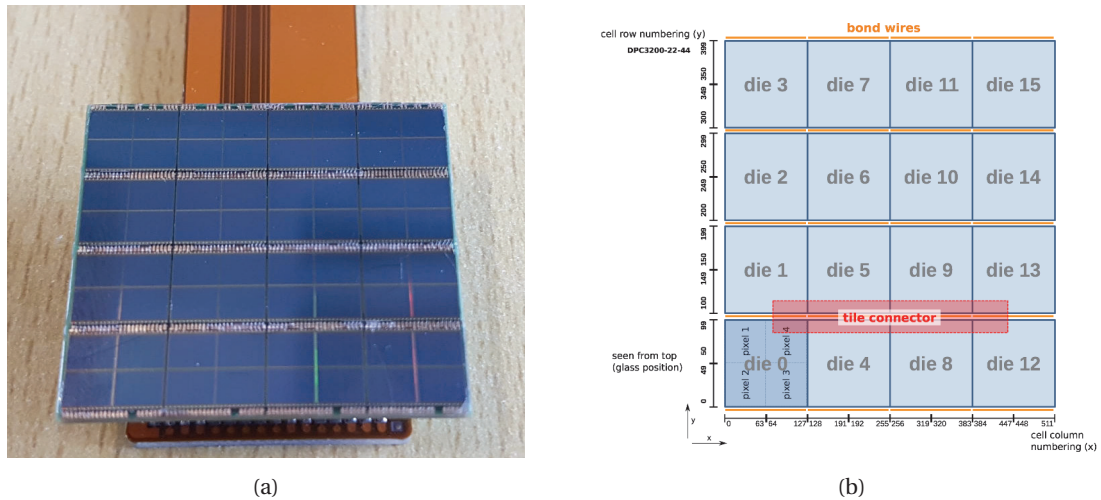 bond wires
cell row numbering (y)
DPC3200-22-44
399
350
349
300
die 3
die 7
die 11
die 15
299
250
249
200
die 2
die 6
die 10
die 14
199
150
149
100
die 1
die 5
die 9
die 13
tile connector
99
50
49
0
pixel 1
pixel 4
die 0
pixel 2
pixel 3
die 4
die 8
die 12
seen from top
(glass position)
y
x
0 63 64 127 128 191 192 255 256 319 320 383 384 447 448 511
cell column
numbering (x)
(a)
(b)